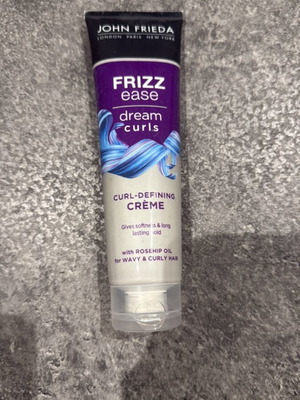 JOHN FRIEDA
LONDON PARIS NEW YORK
FRIZZ
ease
dream
curls
CURL-DEFINING
CRÈME
Gives softness & long
lasting old
with ROSEHIP OIL
for WAVY & CURLY HAIR